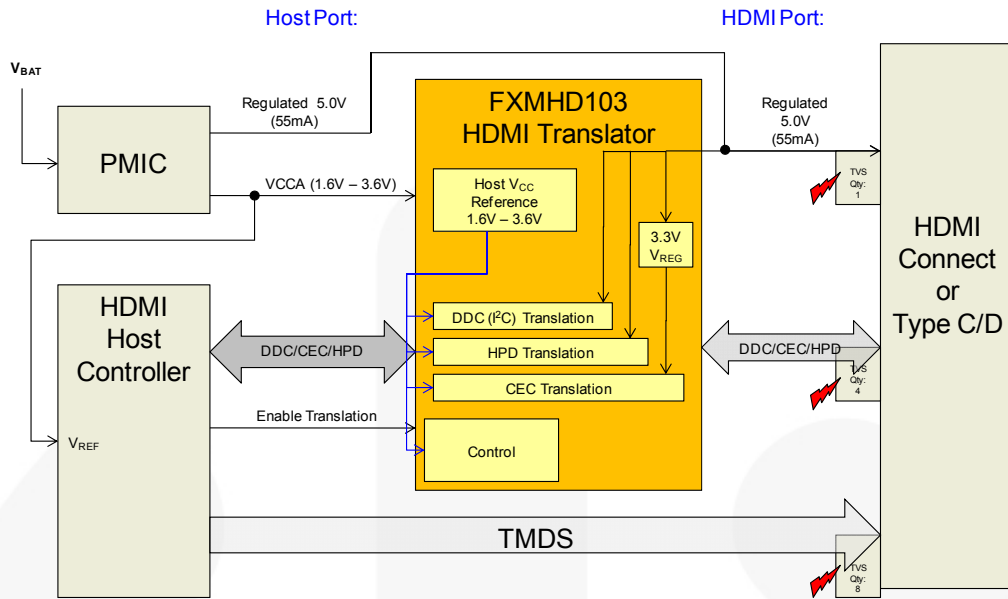 Host Port:
HDMI Port:
VBAT
PMIC
Regulated 5.0V
(55mA)
VCCA (1.6V – 3.6V)
FXMHD103
HDMI Translator
Host VCC
Reference
1.6V – 3.6V
3.3V
VREG
Regulated
5.0V
(55mA)
TVS
Qty:
1
HDMI
Connect
or
Type C/D
HDMI
Host
Controller
VREF
DDC/CEC/HPD
Enable Translation
DDC (I²C) Translation
HPD Translation
CEC Translation
Control
DDC/CEC/HPD
TVS
Qty:
4
TMDS
TVS
Qty:
8